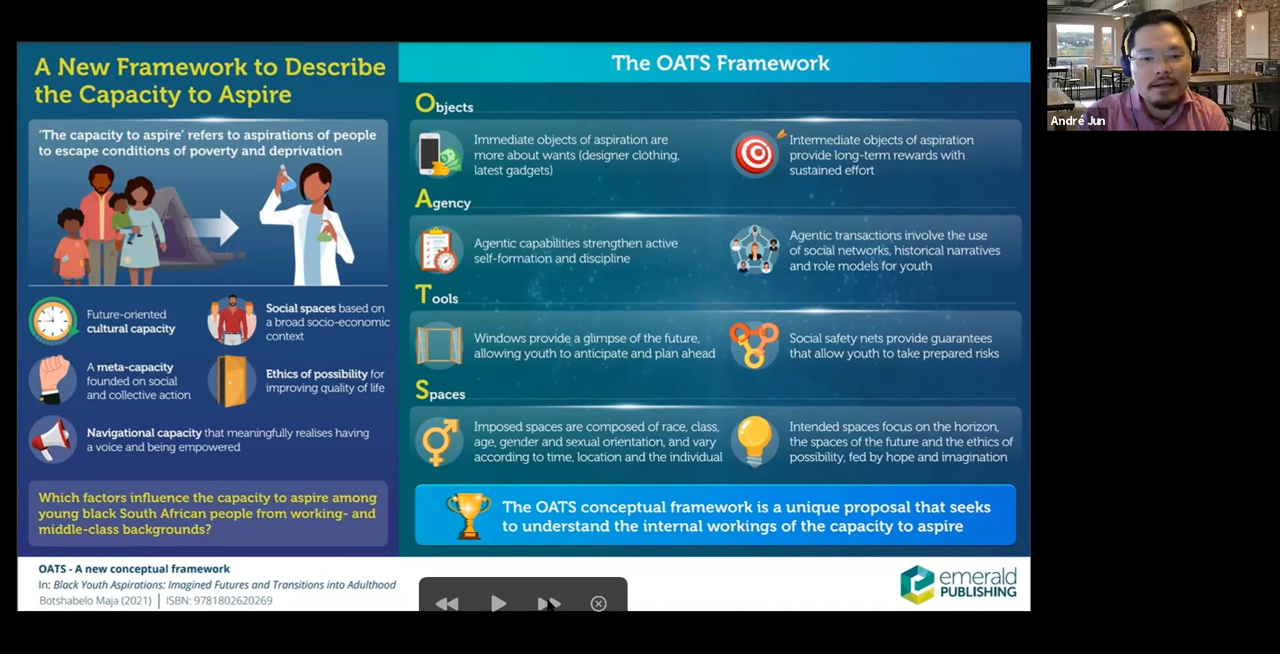 A New Framework to Describe
the Capacity to Aspire
'The capacity to aspire' refers to aspirations of people
to escape conditions of poverty and deprivation
Future-oriented
cultural capacity
Social spaces based on
a broad socio-economic
context
A meta-capacity
founded on social
and collective action
Ethics of possibility for
improving quality of life
Navigational capacity that meaningfully realises having
a voice and being empowered
Which factors influence the capacity to aspire among
young black South African people from working- and
middle-class backgrounds?
The OATS Framework
Objects
Immediate objects of aspiration are
more about wants (designer clothing,
latest gadgets)
Intermediate objects of aspiration
provide long-term rewards with
sustained effort
Agency
Agentic capabilities strengthen active
self-formation and discipline
Agentic transactions involve the use
of social networks, historical narratives
and role models for youth
Tools
Windows provide a glimpse of the future,
allowing youth to anticipate and plan ahead
Social safety nets provide guarantees
that allow youth to take prepared risks
Spaces
Imposed spaces are composed of race, class,
age, gender and sexual orientation, and vary
according to time, location and the individual
Intended spaces focus on the horizon,
the spaces of the future and the ethics of
possibility, fed by hope and imagination
The OATS conceptual framework is a unique proposal that seeks
to understand the internal workings of the capacity to aspire
OATS - A new conceptual framework
In: Black Youth Aspirations: Imagined Futures and Transitions into Adulthood
Botshabelo Maja (2021) | ISBN: 9781802620269
emerald
PUBLISHING
André Jun